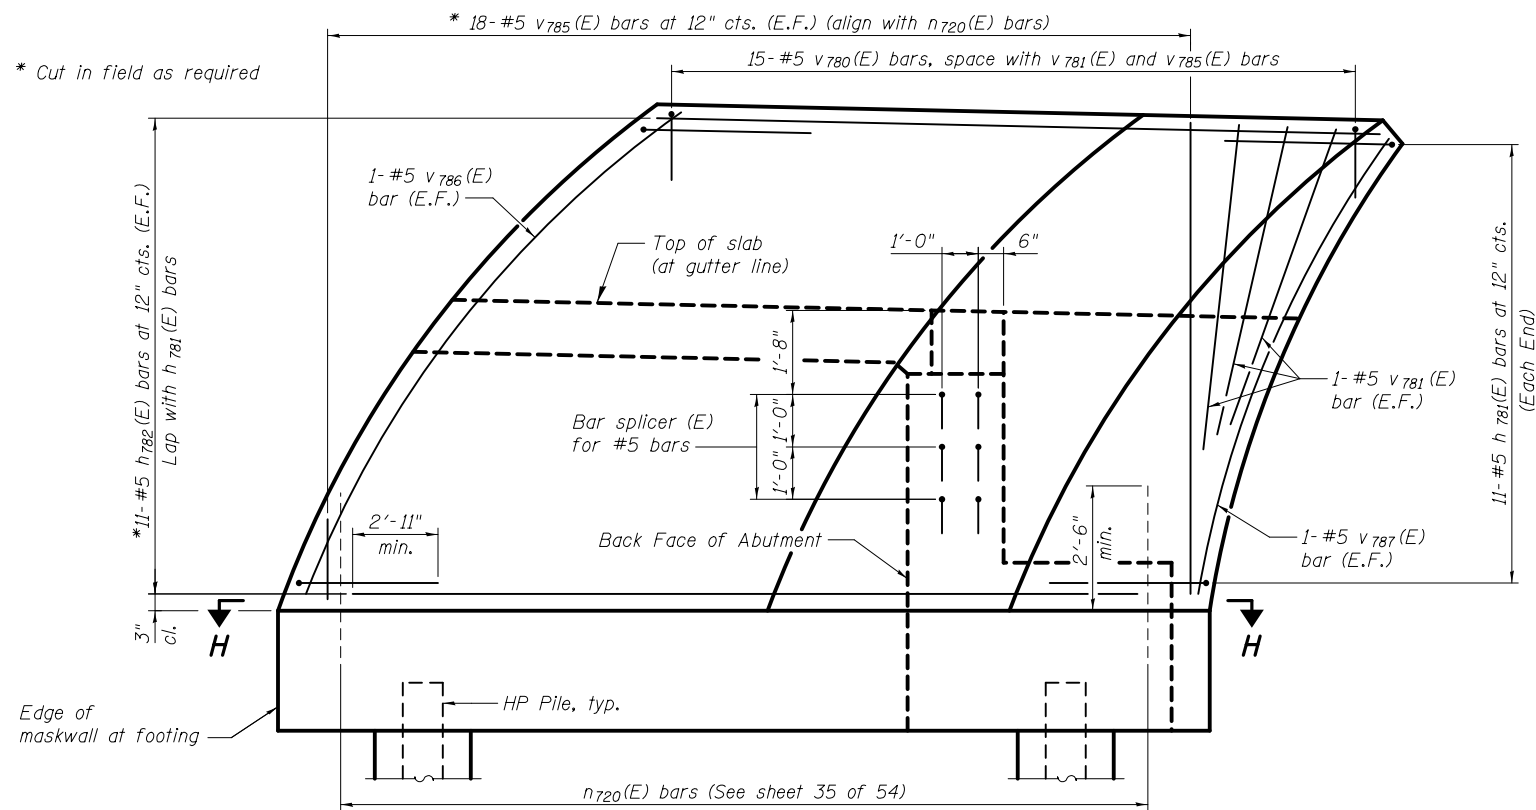 * 18-#5 v785(E) bars at 12" cts. (E.F.) (align with n720(E) bars)
15-#5 v780(E) bars, space with v781(E) and v785(E) bars
* Cut in field as required
1-#5 v786(E)
bar (E.F.)
*11-#5 h782(E) bars at 12" cts. (E.F.)
Lap with h781(E) bars
Top of slab
(at gutter line)
1'-0"
6"
1'-8"
1'-0"
1'-0"
Bar splicer (E)
for #5 bars
1-#5 v781(E)
bar (E.F.)
11-#5 h781(E) bars at 12" cts.
(Each End)
2'-11"
min.
Back Face of Abutment
2'-6"
min.
1-#5 v787(E)
bar (E.F.)
3"
cl.
H
H
Edge of
maskwall at footing
HP Pile, typ.
n720(E) bars (See sheet 35 of 54)